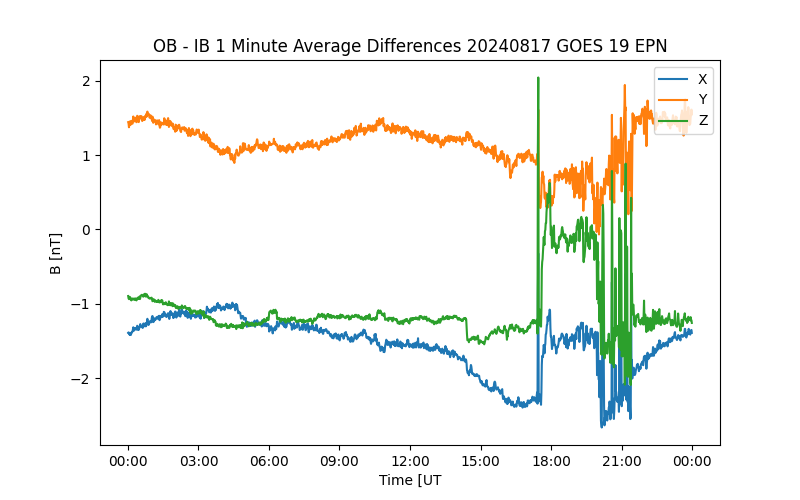 OB - IB 1 Minute Average Differences 20240817 GOES 19 EPN
X
Y
Z
B [nT]
2
1
0
−1
−2
00:00 03:00 06:00 09:00 12:00 15:00 18:00 21:00 00:00
Time [UT